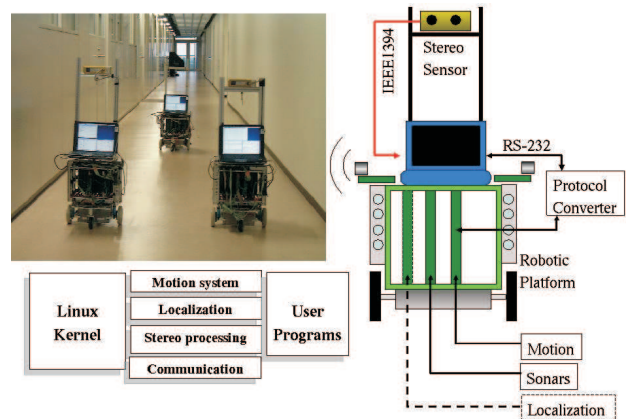 IEEE1394
Stereo
Sensor
RS-232
Protocol
Converter
Robotic
Platform
Motion
Sonars
Localization
Linux
Kernel
Motion system
Localization
Stereo processing
Communication
User
Programs